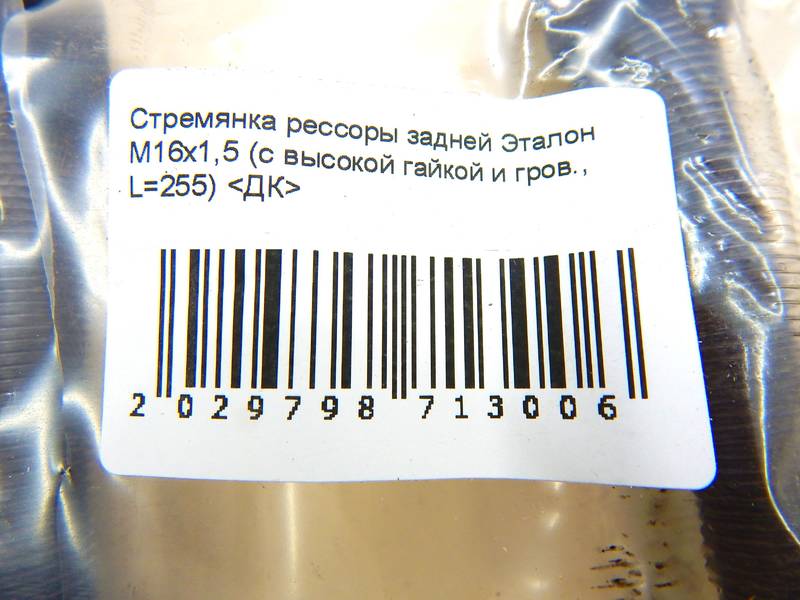 Стремянка рессоры задней Эталон
М16х1,5 (с высокой гайкой и гров.,
L=255) <ДК>
2 029798 713006